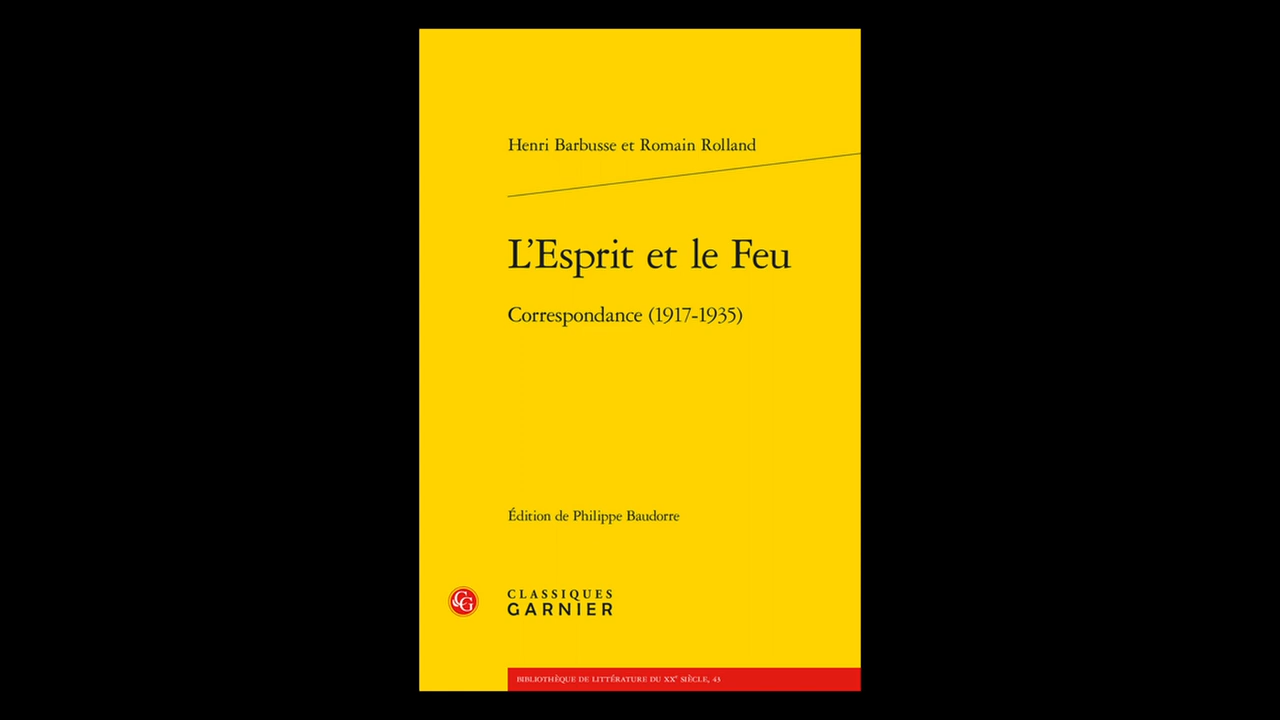 Henri Barbusse et Romain Rolland
L’Esprit et le Feu
Correspondance (1917-1935)
Édition de Philippe Baudorre
CG
CLASSIQUES
GARNIER
BIBLIOTHÈQUE DE LITTÉRATURE DU XXe SIÈCLE, 43